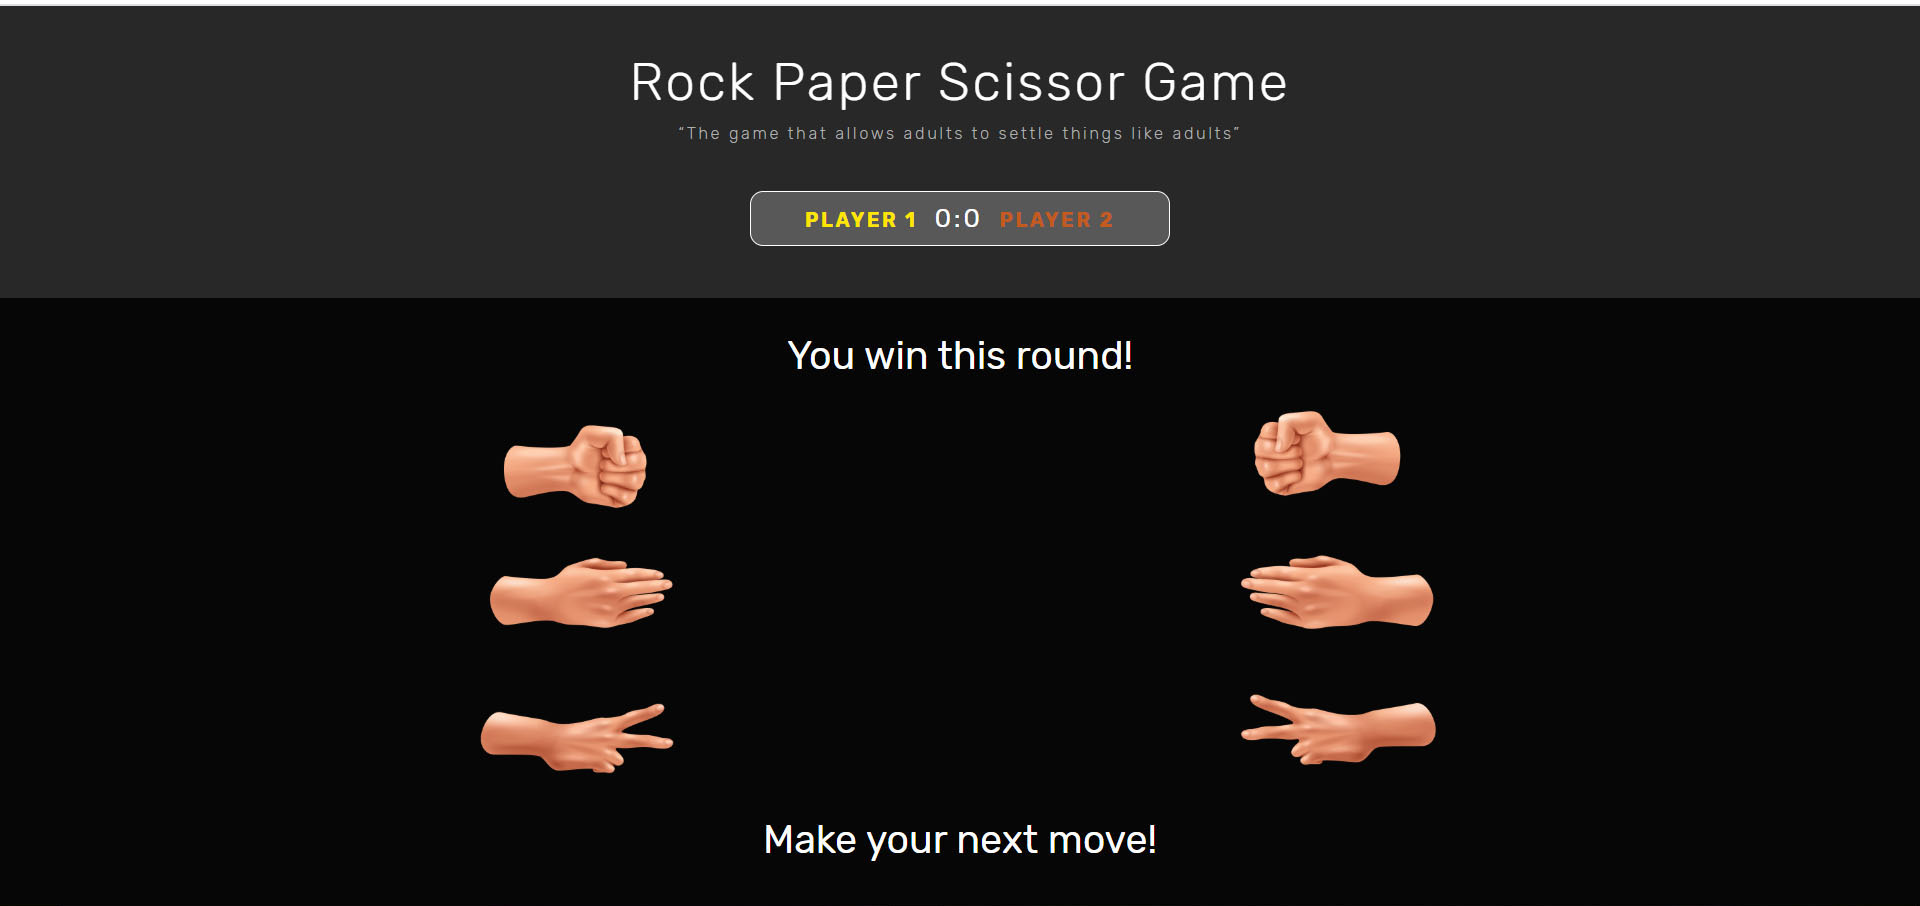 Rock Paper Scissor Game
“The game that allows adults to settle things like adults”
PLAYER 1 0:0 PLAYER 2
You win this round!
Make your next move!